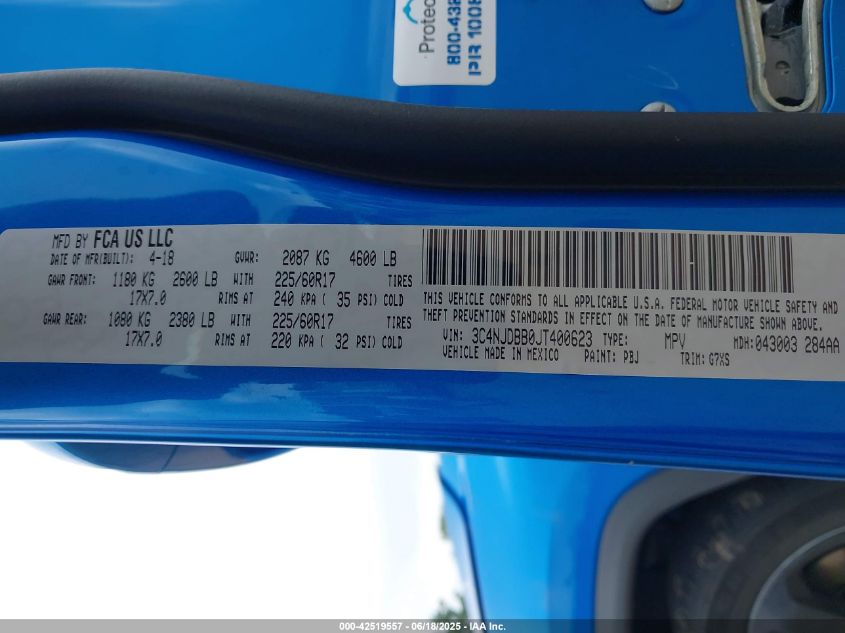 Protec
800-438
PIR 1008
MFD BY FCA US LLC
DATE OF MFR(BUILT): 4-18 GVWR: 2087 KG 4600 LB
GAWR FRONT: 1180 KG 2600 LB WITH 225/60R17 TIRES
17X7.0 RIMS AT 240 KPA ( 35 PSI) COLD
GAWR REAR: 1080 KG 2380 LB WITH 225/60R17 TIRES
17X7.0 RIMS AT 220 KPA ( 32 PSI) COLD
THIS VEHICLE CONFORMS TO ALL APPLICABLE U.S.A. FEDERAL MOTOR VEHICLE SAFETY AND
THEFT PREVENTION STANDARDS IN EFFECT ON THE DATE OF MANUFACTURE SHOWN ABOVE.
VIN: 3C4NJDBB0JT400623 TYPE: MPV MDH: 043003 284AA
VEHICLE MADE IN MEXICO PAINT: PBJ TRIM: G7XS
000-42519557 - 06/18/2025 - IAA, Inc.